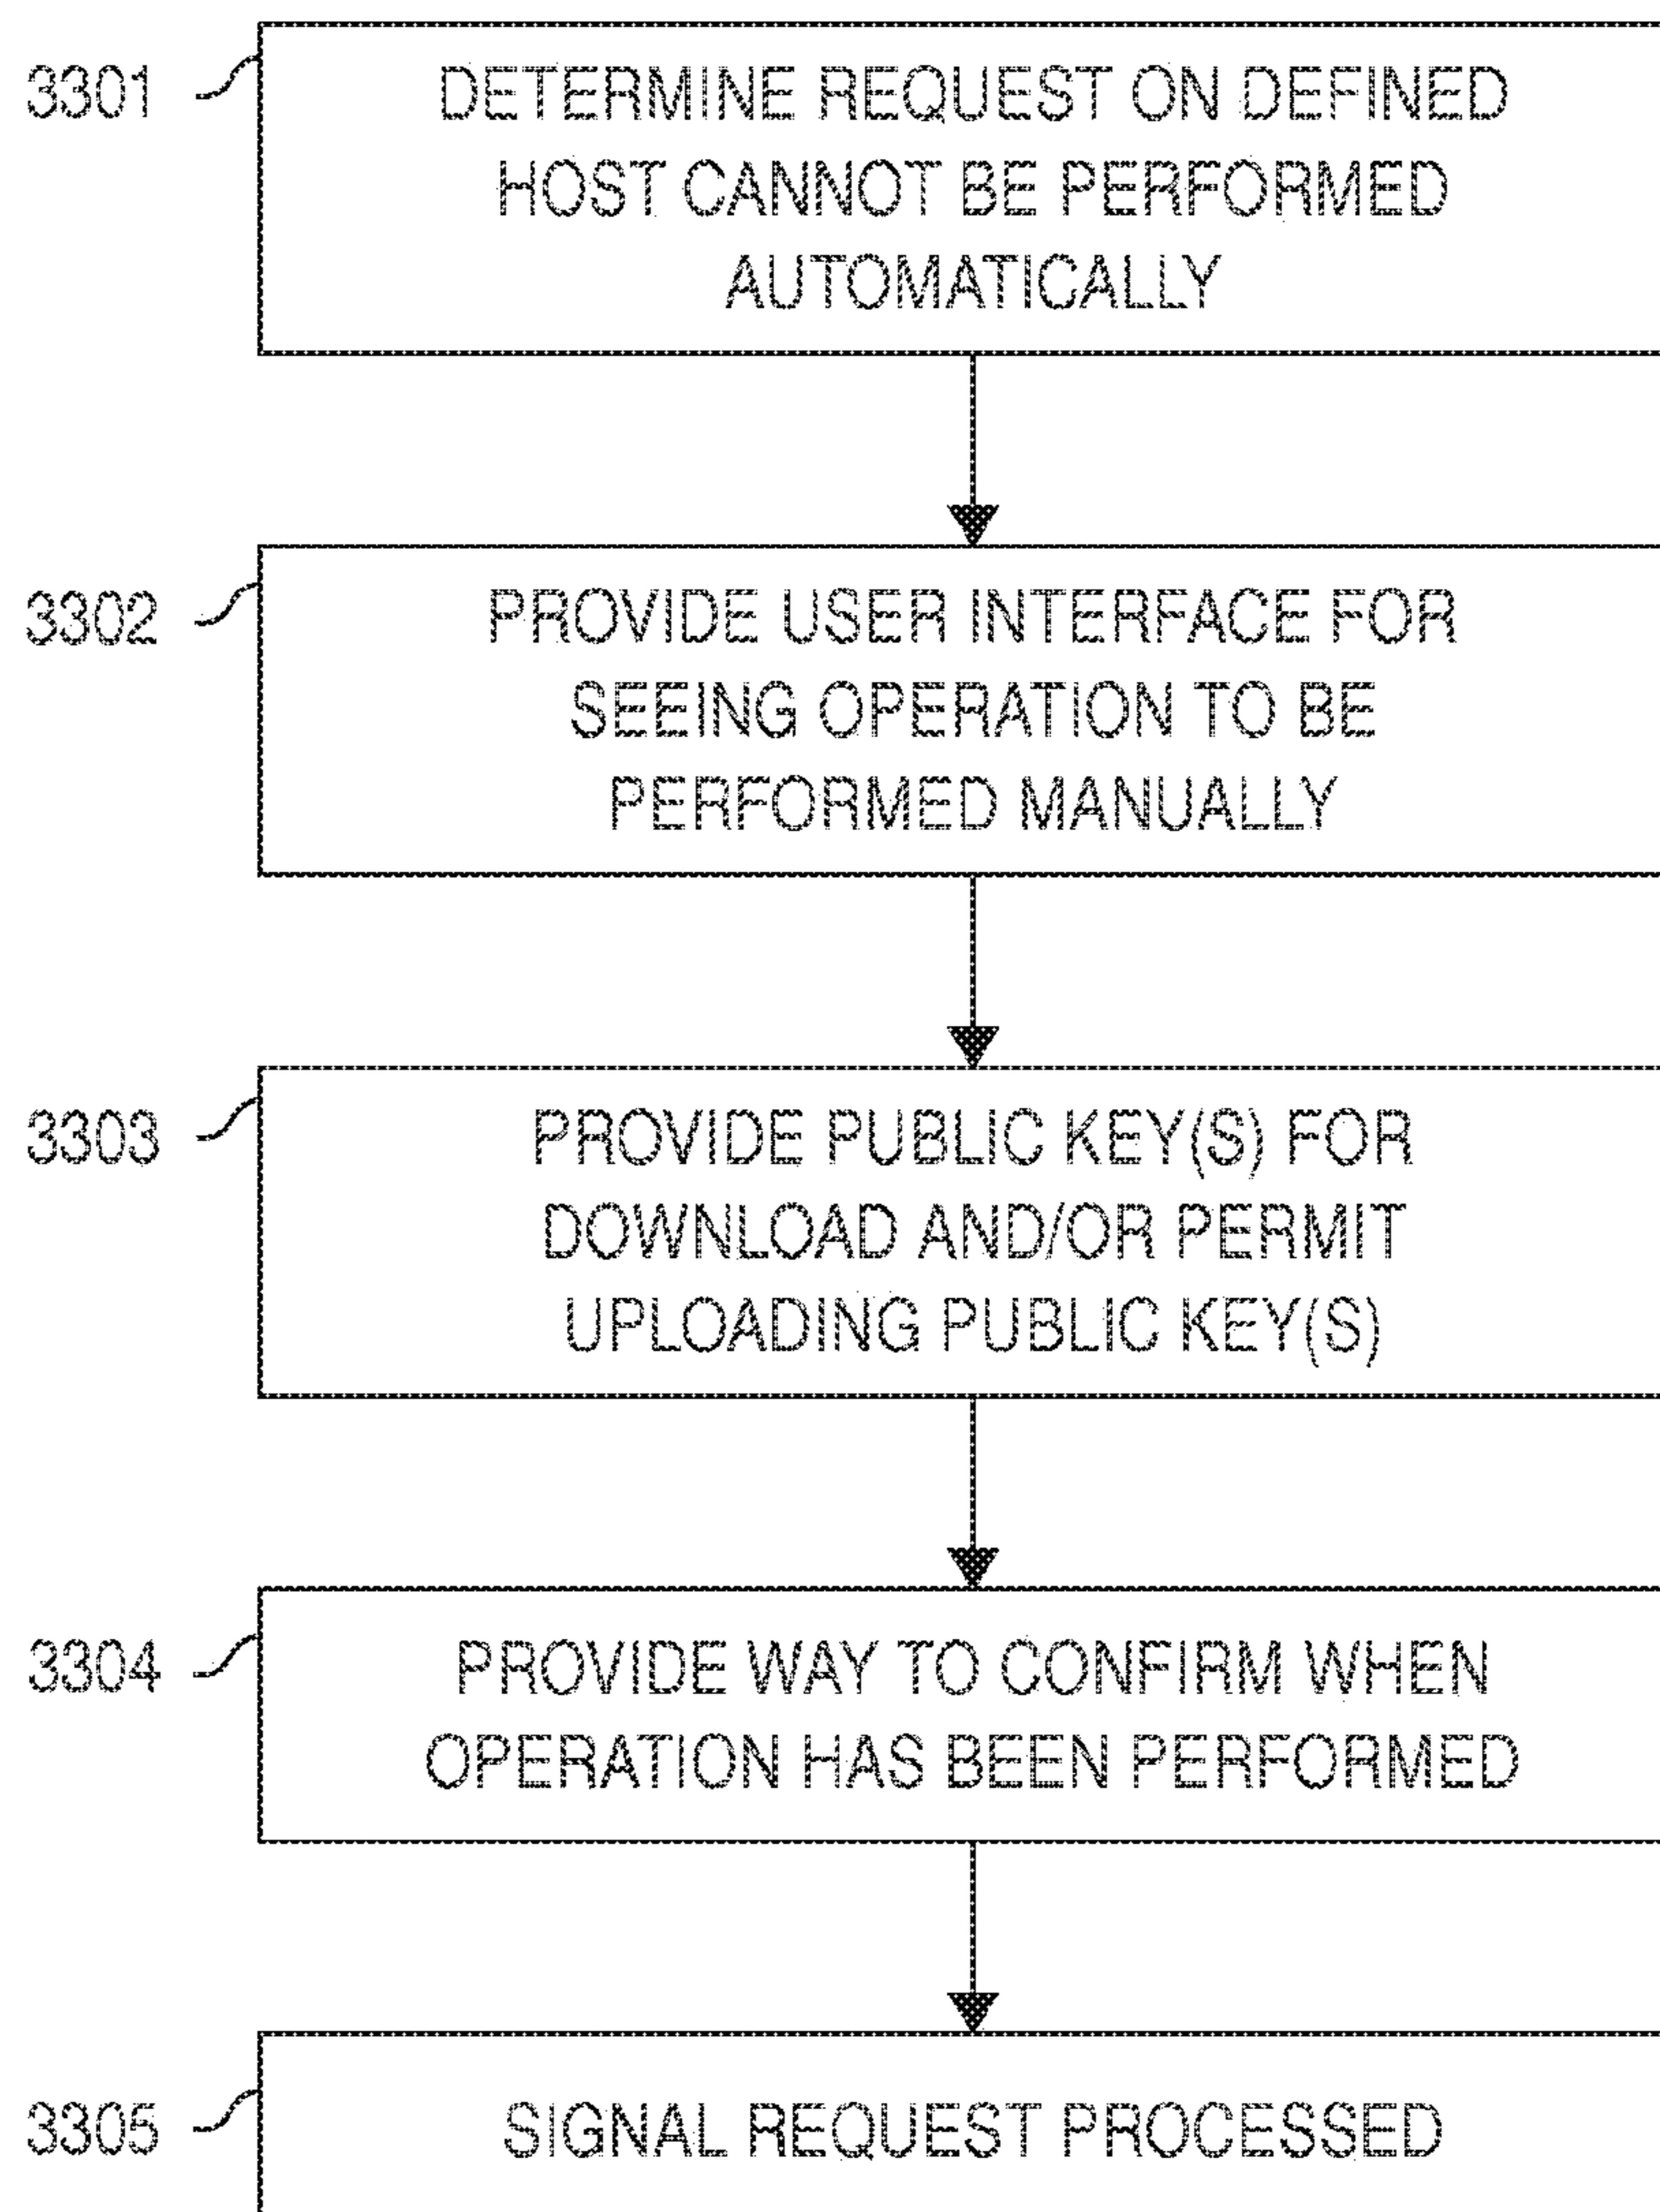 3301
DETERMINE REQUEST ON DEFINED
HOST CANNOT BE PERFORMED
AUTOMATICALLY
3302
PROVIDE USER INTERFACE FOR
SEEING OPERATION TO BE
PERFORMED MANUALLY
3303
PROVIDE PUBLIC KEY(S) FOR
DOWNLOAD AND/OR PERMIT
UPLOADING PUBLIC KEY(S)
3304
PROVIDE WAY TO CONFIRM WHEN
OPERATION HAS BEEN PERFORMED
3305
SIGNAL REQUEST PROCESSED